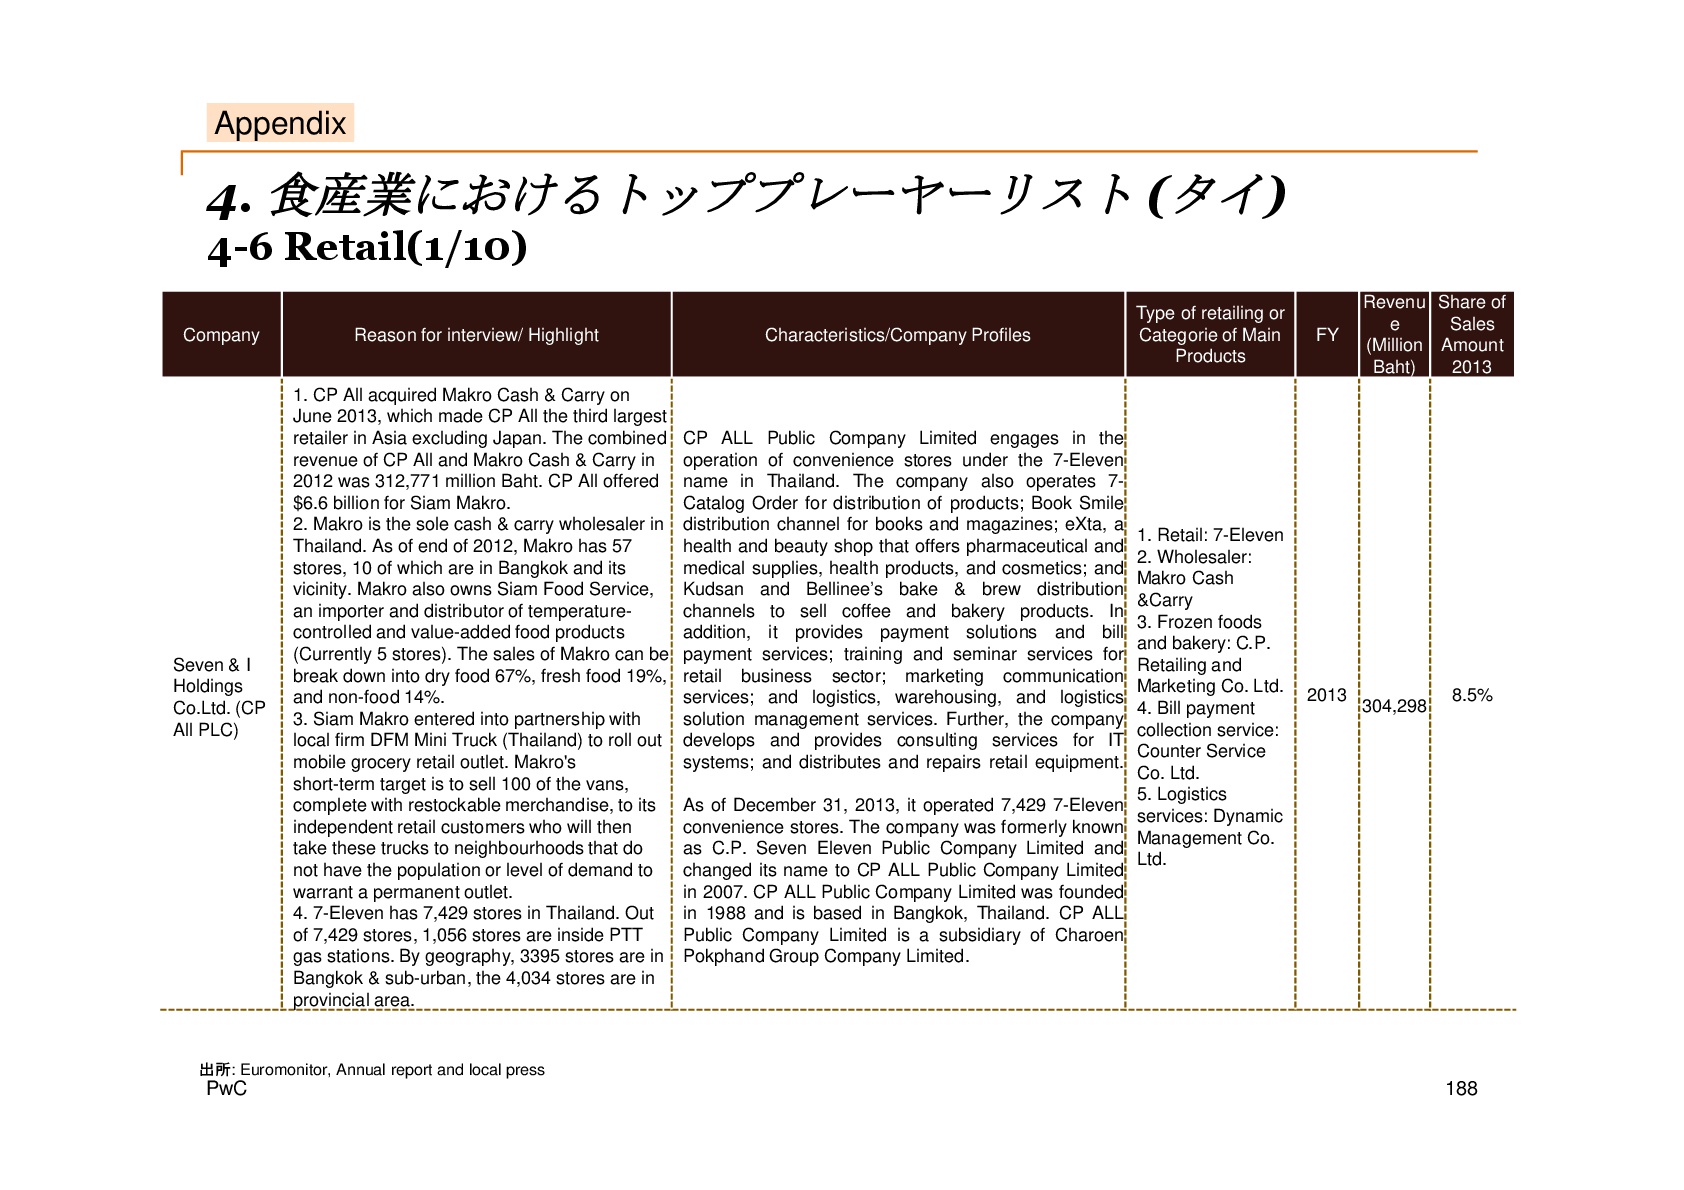 Appendix
4. 食産業におけるトッププレーヤーリスト(タイ)
4-6 Retail(1/10)
Company
Reason for interview/ Highlight
Characteristics/Company Profiles
Type of retailing or
Categorie of Main
Products
FY
Revenu
e
(Million
Baht)
Share of
Sales
Amount
2013
Seven & I
Holdings
Co.Ltd. (CP
All PLC)
1. CP All acquired Makro Cash & Carry on
June 2013, which made CP All the third largest
retailer in Asia excluding Japan. The combined
revenue of CP All and Makro Cash & Carry in
2012 was 312,771 million Baht. CP All offered
$6.6 billion for Siam Makro.
2. Makro is the sole cash & carry wholesaler in
Thailand. As of end of 2012, Makro has 57
stores, 10 of which are in Bangkok and its
vicinity. Makro also owns Siam Food Service,
an importer and distributor of temperature-
controlled and value-added food products
(Currently 5 stores). The sales of Makro can be
break down into dry food 67%, fresh food 19%,
and non-food 14%.
3. Siam Makro entered into partnership with
local firm DFM Mini Truck (Thailand) to roll out
mobile grocery retail outlet. Makro's
short-term target is to sell 100 of the vans,
complete with restockable merchandise, to its
independent retail customers who will then
take these trucks to neighbourhoods that do
not have the population or level of demand to
warrant a permanent outlet.
4. 7-Eleven has 7,429 stores in Thailand. Out
of 7,429 stores, 1,056 stores are inside PTT
gas stations. By geography, 3395 stores are in
Bangkok & sub-urban, the 4,034 stores are in
provincial area.
CP ALL Public Company Limited engages in the
operation of convenience stores under the 7-Eleven
name in Thailand. The company also operates 7-
Catalog Order for distribution of products; Book Smile
distribution channel for books and magazines; eXta, a
health and beauty shop that offers pharmaceutical and
medical supplies, health products, and cosmetics; and
Kudsan and Bellinee’s bake & brew distribution
channels to sell coffee and bakery products. In
addition, it provides payment solutions and bill
payment services; training and seminar services for
retail business sector; marketing communication
services; and logistics, warehousing, and logistics
solution management services. Further, the company
develops and provides consulting services for IT
systems; and distributes and repairs retail equipment.
As of December 31, 2013, it operated 7,429 7-Eleven
convenience stores. The company was formerly known
as C.P. Seven Eleven Public Company Limited and
changed its name to CP ALL Public Company Limited
in 2007. CP ALL Public Company Limited was founded
in 1988 and is based in Bangkok, Thailand. CP ALL
Public Company Limited is a subsidiary of Charoen
Pokphand Group Company Limited.
1. Retail: 7-Eleven
2. Wholesaler:
Makro Cash
&Carry
3. Frozen foods
and bakery: C.P.
Retailing and
Marketing Co. Ltd.
4. Bill payment
collection service:
Counter Service
Co. Ltd.
5. Logistics
services: Dynamic
Management Co.
Ltd.
2013
304,298
8.5%
出所: Euromonitor, Annual report and local press
PwC
188